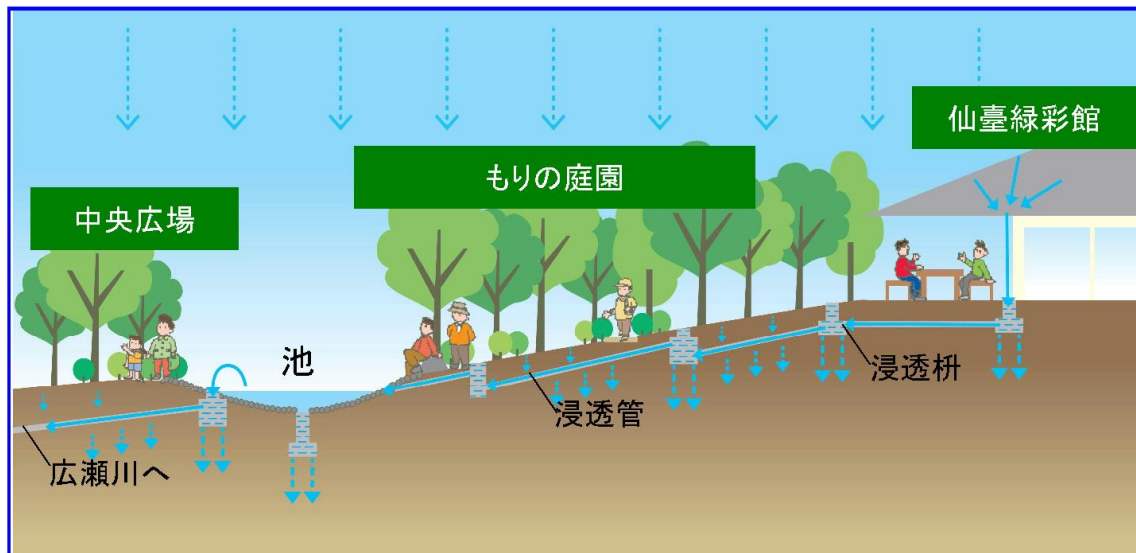 仙臺緑彩館
もりの庭園
中央広場
池
浸透枡
浸透管
広瀬川へ